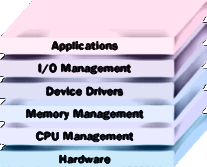 Applications
I/O Management
Device Drivers
Memory Management
CPU Management
Hardware